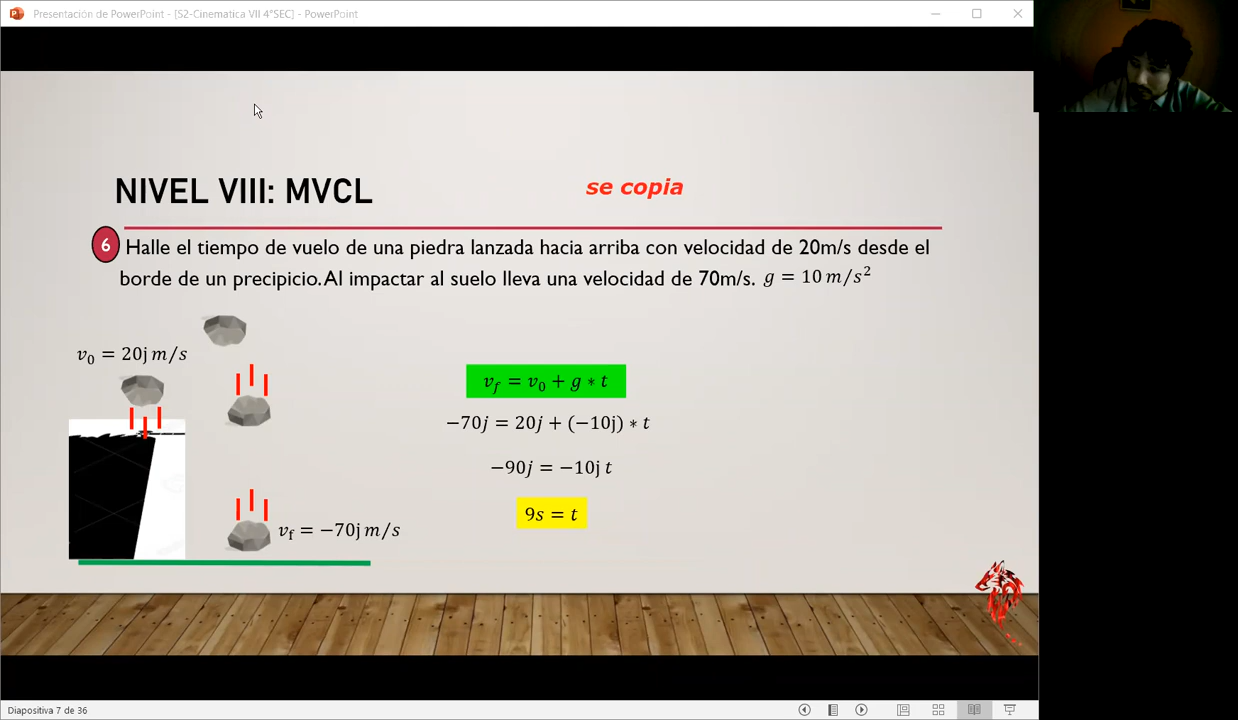 Presentación de PowerPoint - [S2-Cinematica VII 4°SEC] - PowerPoint
NIVEL VIII: MVCL
se copia
6 Halle el tiempo de vuelo de una piedra lanzada hacia arriba con velocidad de 20m/s desde el
borde de un precipicio. Al impactar al suelo lleva una velocidad de 70m/s. g = 10 m/s²
v₀ = 20j m/s
v_f = v₀ + g * t
−70j = 20j + (−10j) * t
−90j = −10j t
9s = t
v_f = −70j m/s
Diapositiva 7 de 36